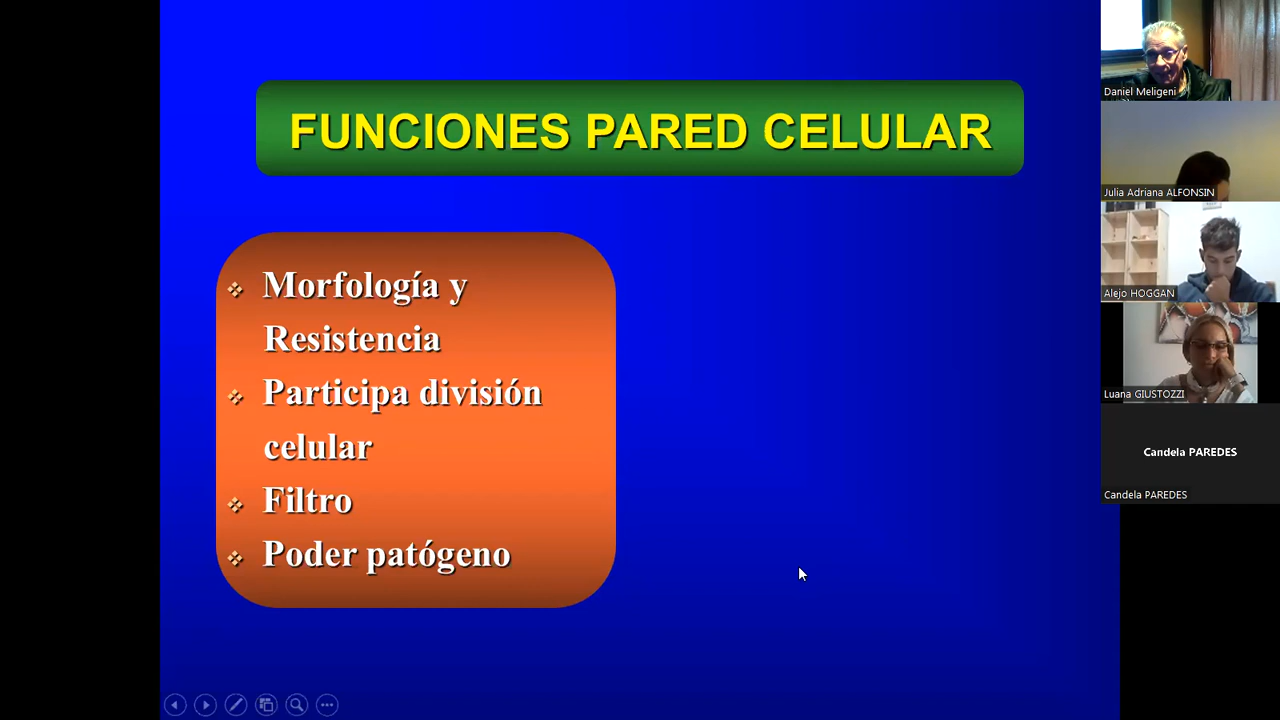 FUNCIONES PARED CELULAR
Morfología y
Resistencia
Participa división
celular
Filtro
Poder patógeno
Daniel Meligeni
Julia Adriana ALFONSIN
Alejo HOGGAN
Luana GIUSTOZZI
Candela PAREDES
Candela PAREDES